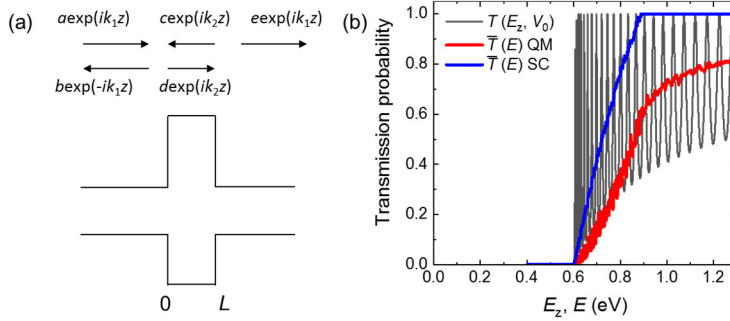 (a)
aexp(ik₁z) cexp(ik₂z) eexp(ik₁z)
bexp(-ik₁z) dexp(ik₂z)
0 L
(b)
Transmission probability
1.0
0.8
0.6
0.4
0.2
0.0
T (E_z, V₀)
T̅ (E) QM
T̅ (E) SC
0.0 0.2 0.4 0.6 0.8 1.0 1.2
E_z, E (eV)